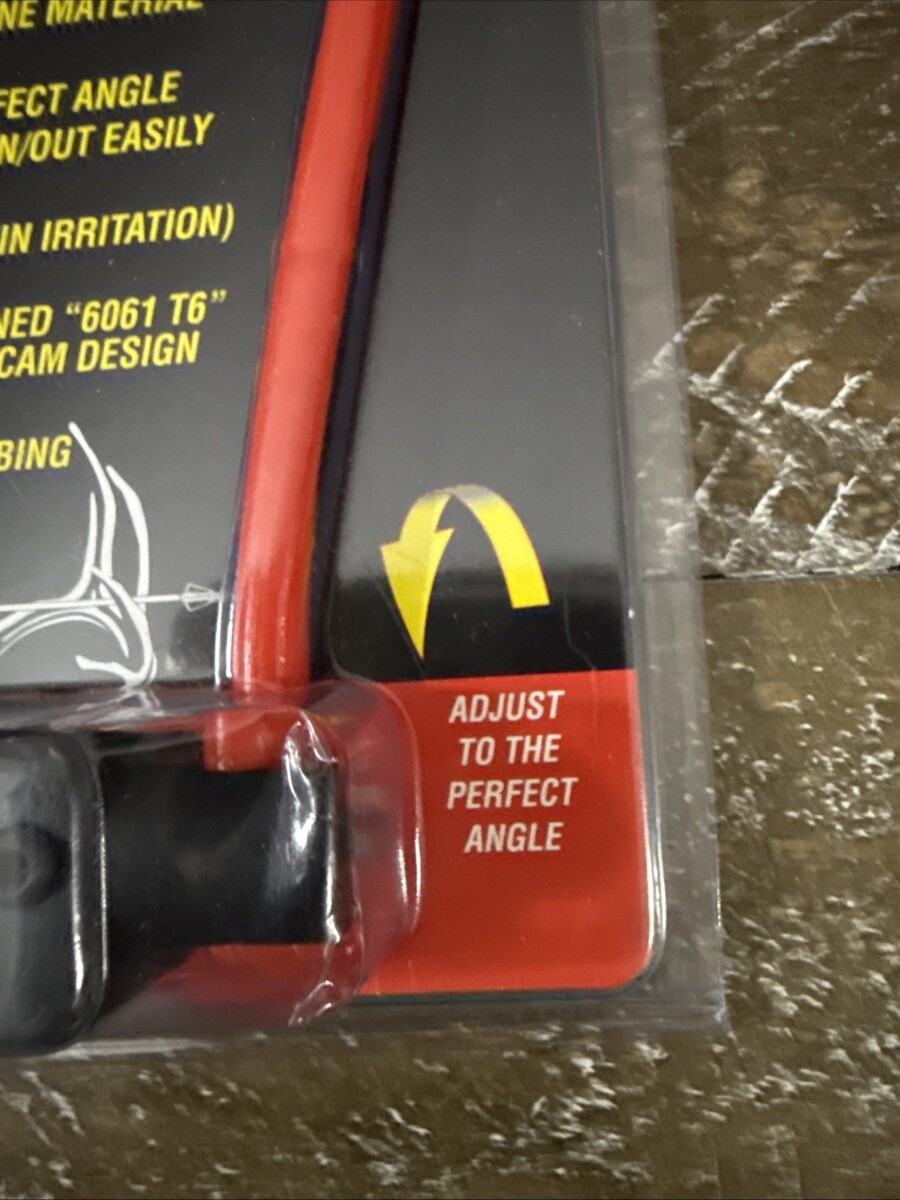 NE MATERIAL
FECT ANGLE
N/OUT EASILY
IN IRRITATION)
NED “6061 T6”
CAM DESIGN
BING
ADJUST
TO THE
PERFECT
ANGLE